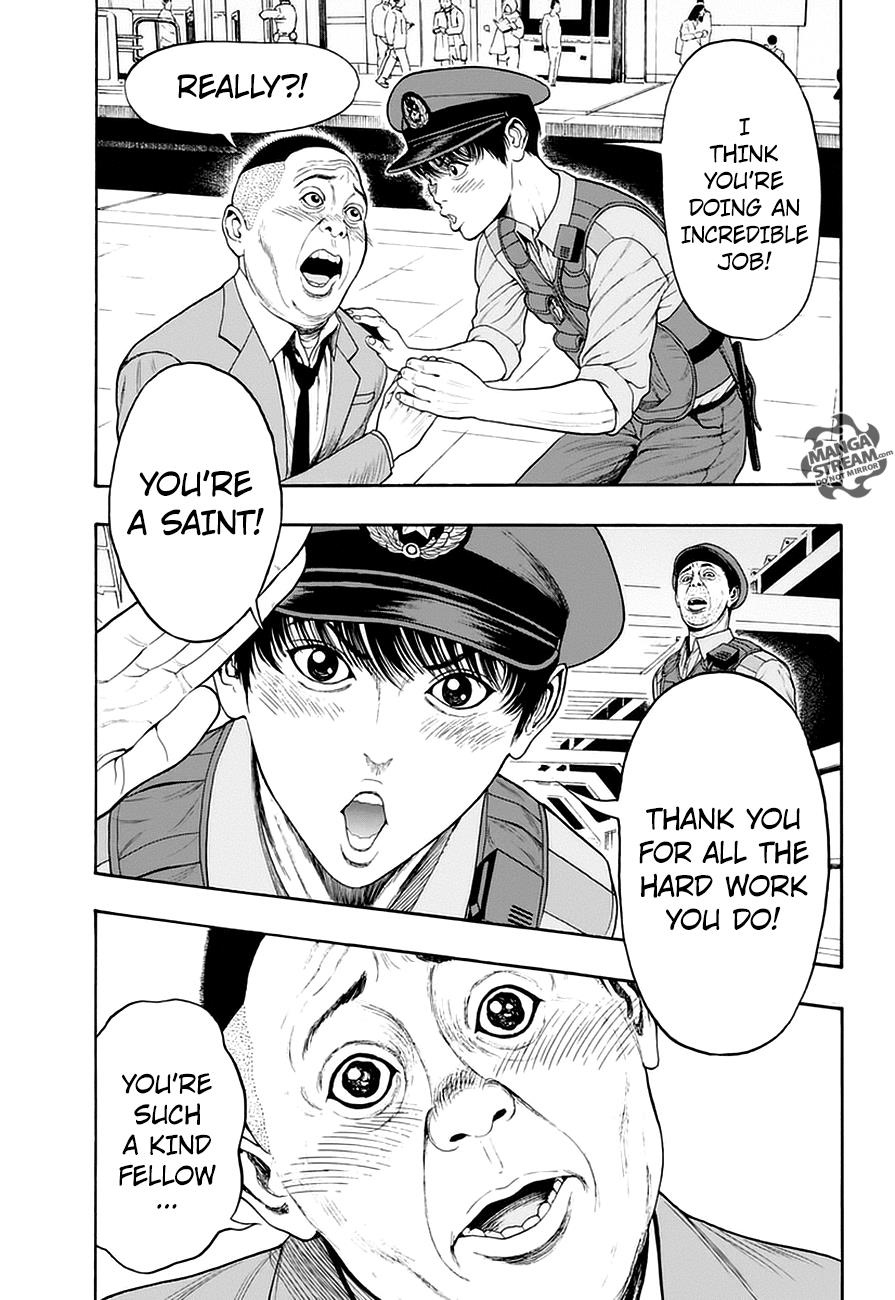 I
THINK
YOU'RE
DOING AN
INCREDIBLE
JOB!
REALLY?!
MANGA
STREAM.com
DO NOT MIRROR
YOU'RE
A SAINT!
THANK YOU
FOR ALL THE
HARD WORK
YOU DO!
YOU'RE
SUCH
A KIND
FELLOW
...